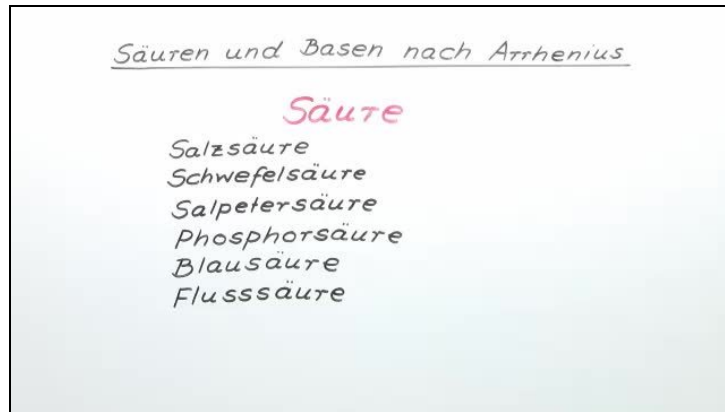 Säuren und Basen nach Arrhenius
Säure
Salzsäure
Schwefelsäure
Salpetersäure
Phosphorsäure
Blausäure
Flusssäure